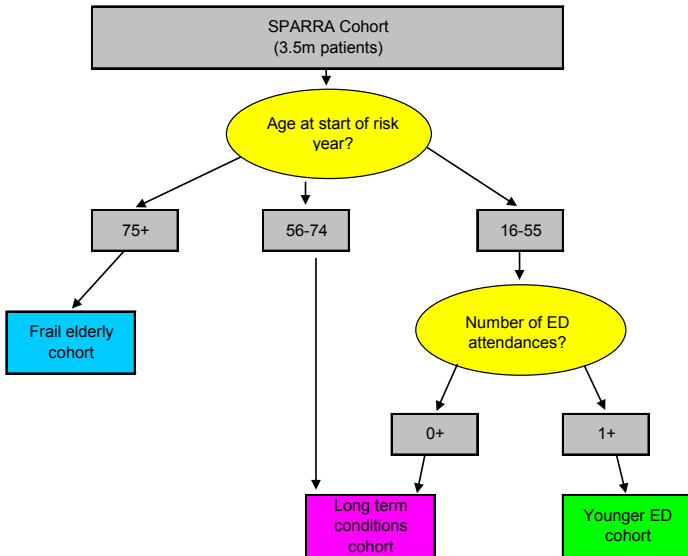 SPARRA Cohort
(3.5m patients)
Age at start of risk
year?
75+
56-74
16-55
Frail elderly
cohort
Number of ED
attendances?
0+
1+
Long term
conditions
cohort
Younger ED
cohort